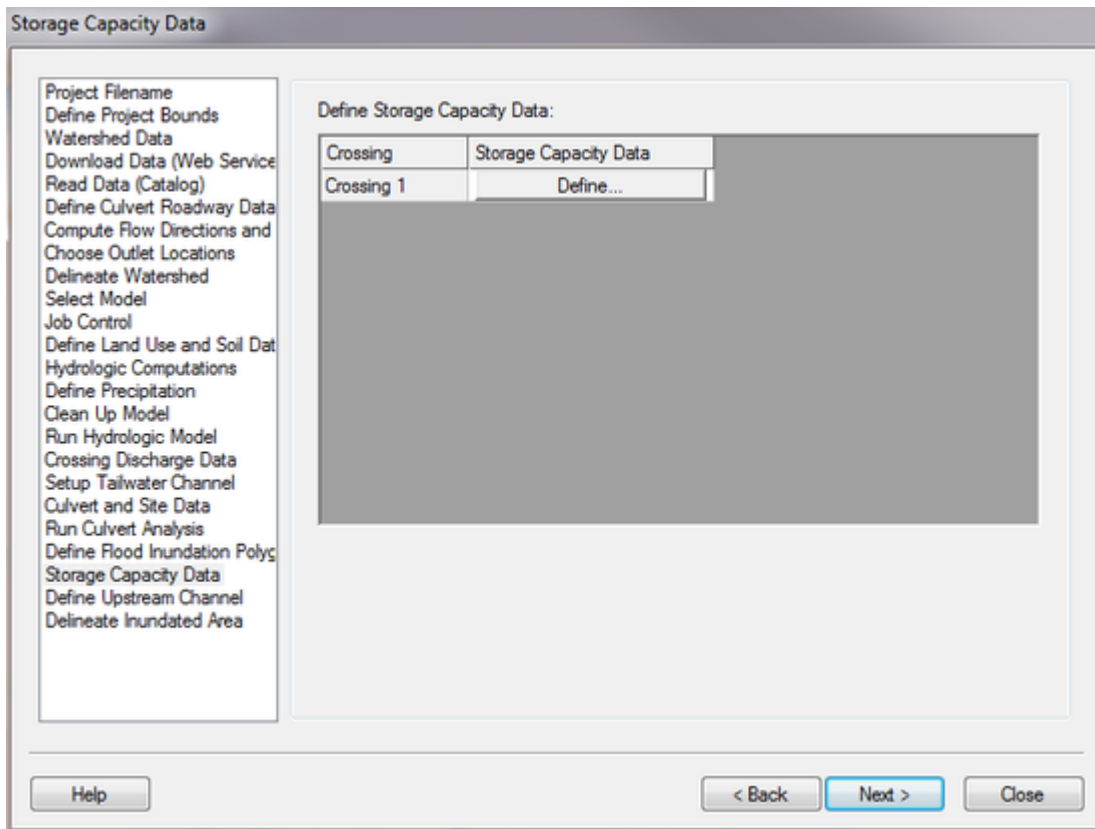 Storage Capacity Data
Project Filename
Define Project Bounds
Watershed Data
Download Data (Web Service
Read Data (Catalog)
Define Culvert Roadway Data
Compute Flow Directions and
Choose Outlet Locations
Delineate Watershed
Select Model
Job Control
Define Land Use and Soil Dat
Hydrologic Computations
Define Precipitation
Clean Up Model
Run Hydrologic Model
Crossing Discharge Data
Setup Tailwater Channel
Culvert and Site Data
Run Culvert Analysis
Define Flood Inundation Polyg
Storage Capacity Data
Define Upstream Channel
Delineate Inundated Area
Define Storage Capacity Data:
Crossing Storage Capacity Data
Crossing 1 Define...
Help < Back Next > Close